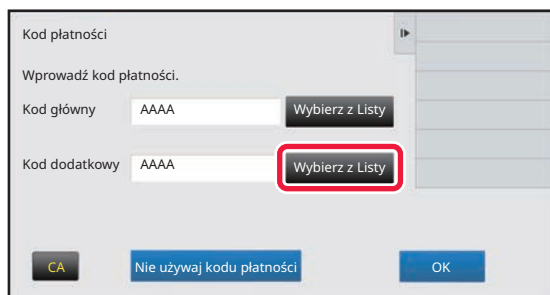 Kod płatności
Wprowadź kod płatności.
Kod główny AAAA Wybierz z Listy
Kod dodatkowy AAAA Wybierz z Listy
CA Nie używaj kodu płatności OK